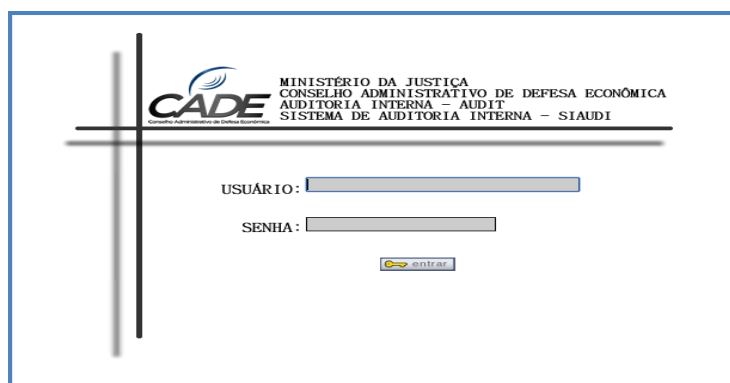 CADE
Conselho Administrativo de Defesa Econômica
MINISTÉRIO DA JUSTIÇA
CONSELHO ADMINISTRATIVO DE DEFESA ECONÔMICA
AUDITORIA INTERNA - AUDIT
SISTEMA DE AUDITORIA INTERNA - SIAUDI
USUÁRIO:
SENHA:
entrar